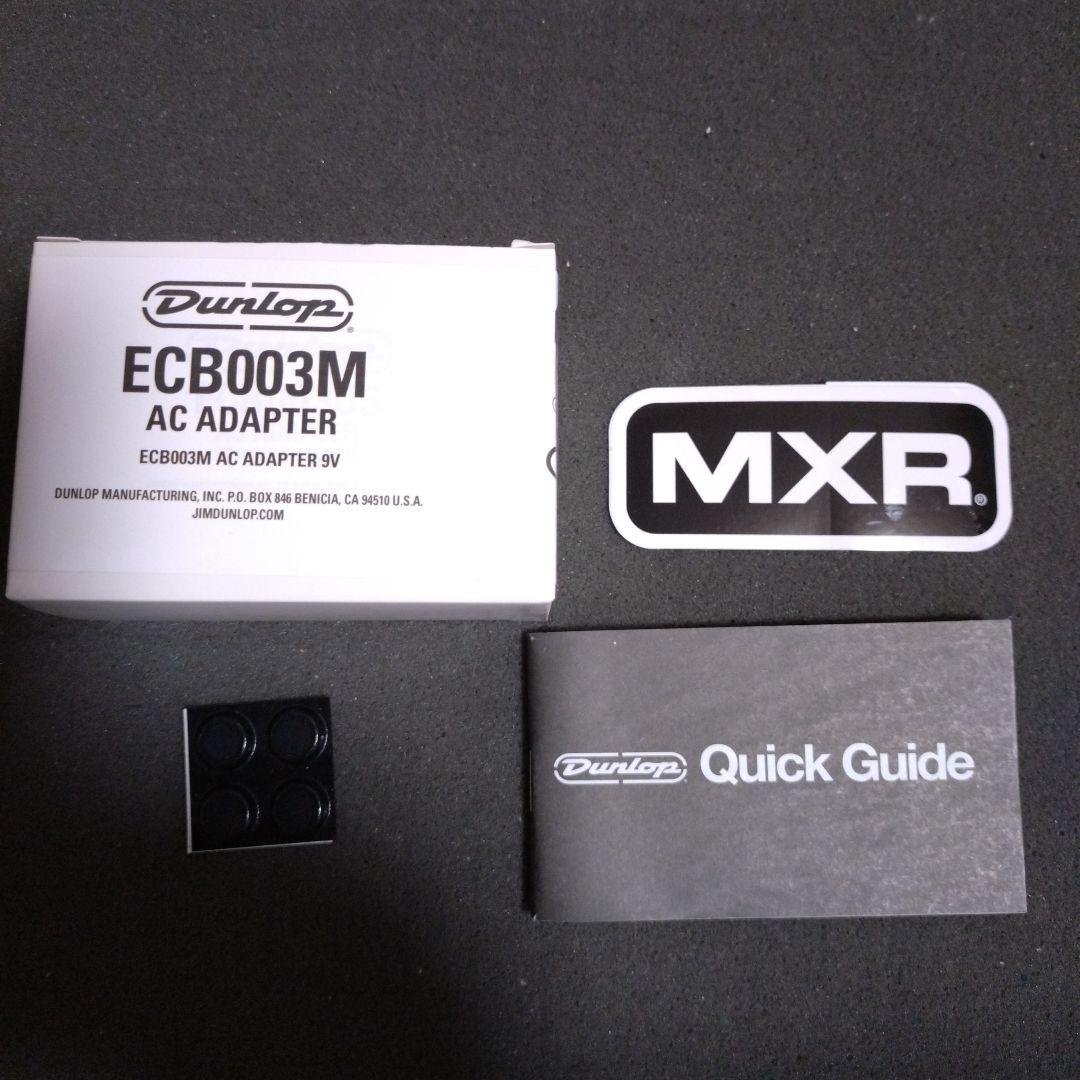 Dunlop®
ECB003M
AC ADAPTER
ECB003M AC ADAPTER 9V
DUNLOP MANUFACTURING, INC. P.O. BOX 846 BENICIA, CA 94510 U.S.A.
JIMDUNLOP.COM
MXR®
Dunlop® Quick Guide